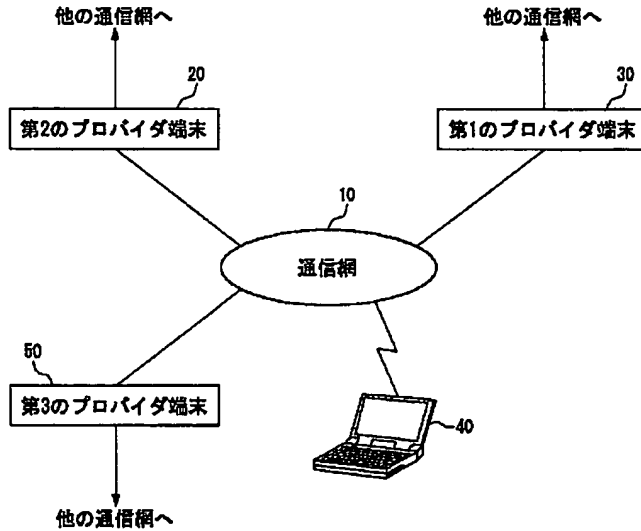 他の通信網へ
他の通信網へ
20
30
第2のプロバイダ端末
第1のプロバイダ端末
10
通信網
50
第3のプロバイダ端末
40
他の通信網へ